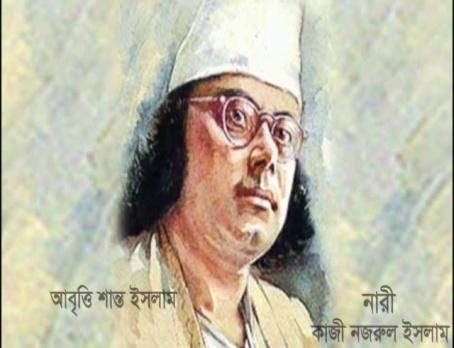 আবৃত্তি শান্ত ইসলাম
নারী
কাজী নজরুল ইসলাম